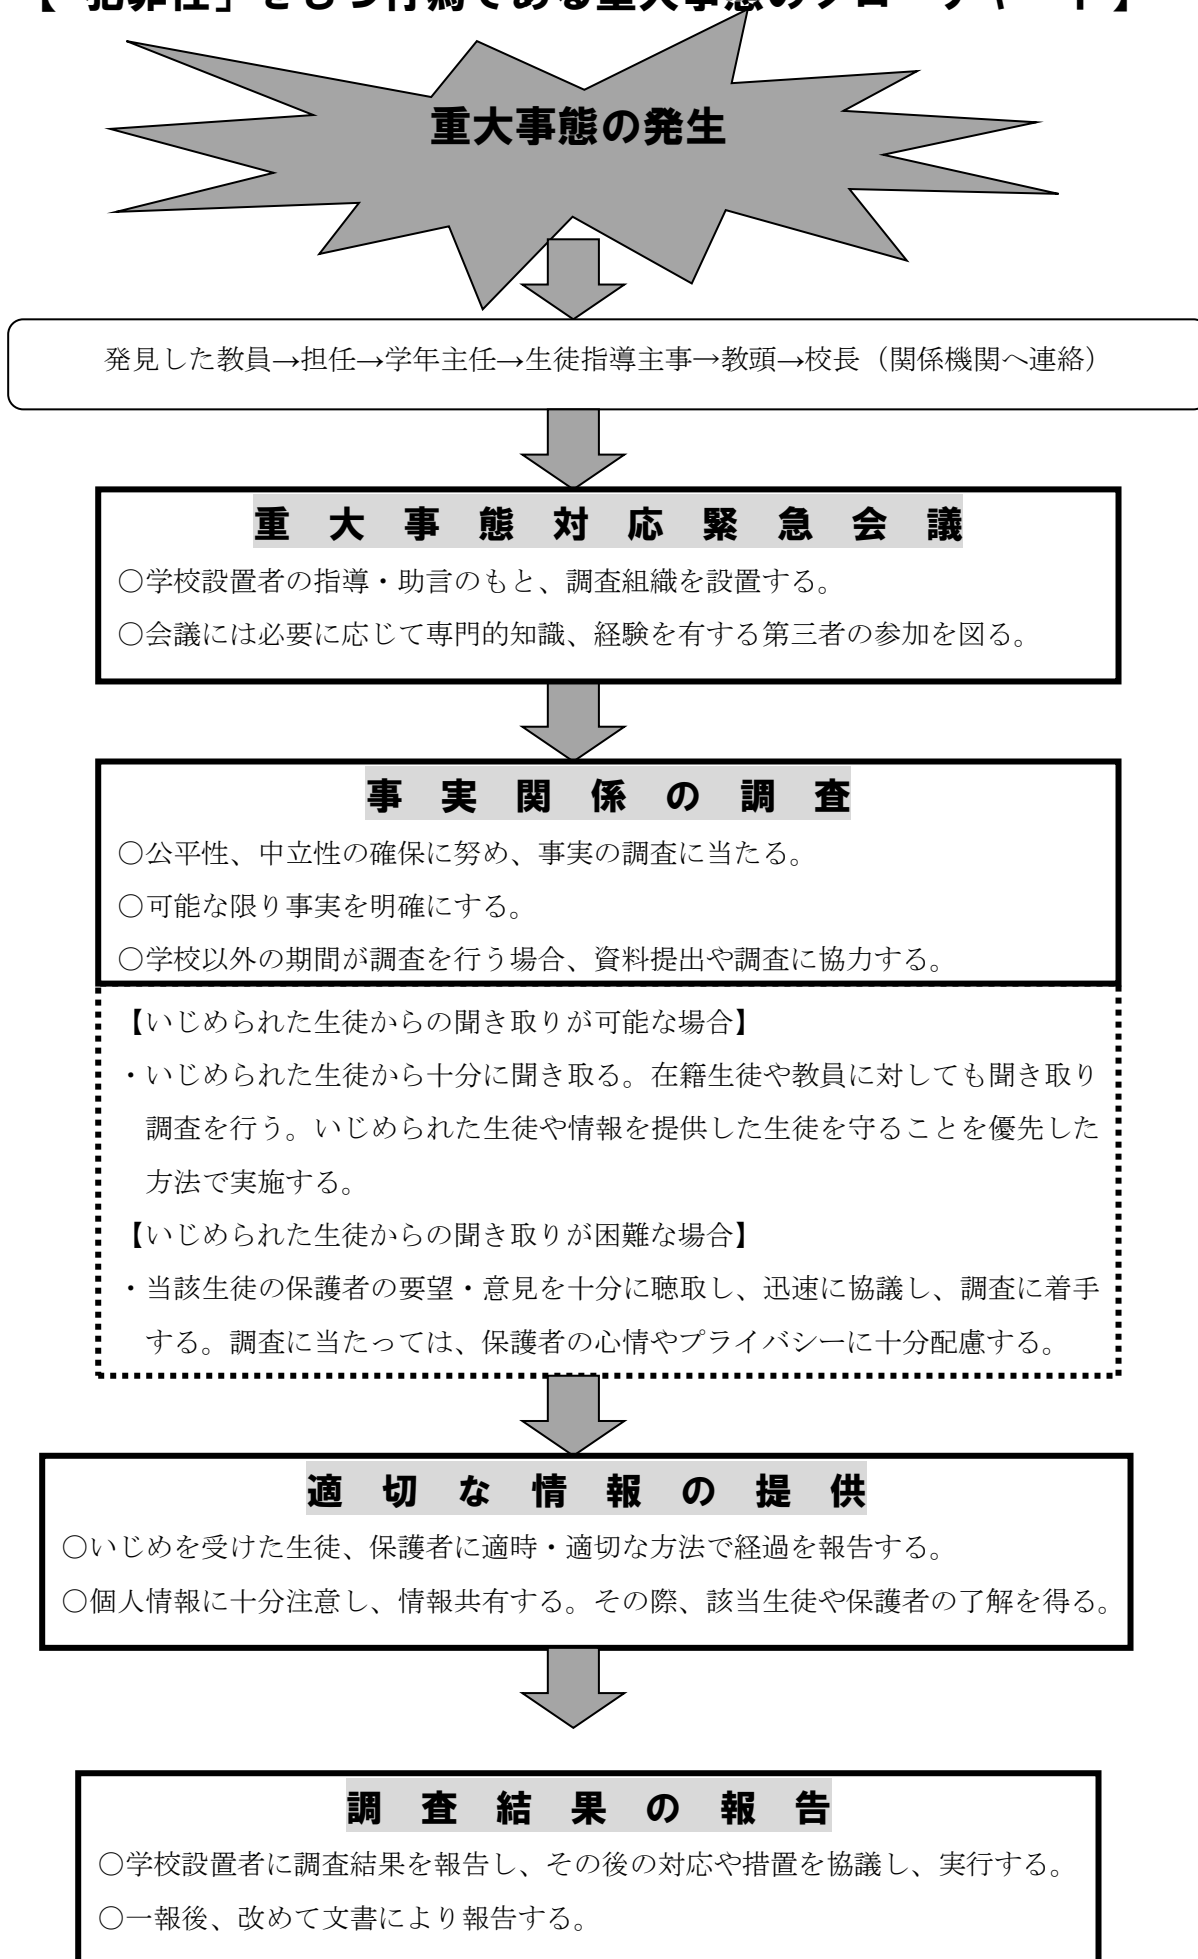 【「犯罪性」をもつ行為である重大事態のフローチャート】
重大事態の発生
発見した教員→担任→学年主任→生徒指導主事→教頭→校長（関係機関へ連絡）
重大事態対応緊急会議
○学校設置者の指導・助言のもと、調査組織を設置する。
○会議には必要に応じて専門的知識、経験を有する第三者の参加を図る。
事実関係の調査
○公平性、中立性の確保に努め、事実の調査に当たる。
○可能な限り事実を明確にする。
○学校以外の期間が調査を行う場合、資料提出や調査に協力する。
【いじめられた生徒からの聞き取りが可能な場合】
・いじめられた生徒から十分に聞き取る。在籍生徒や教員に対しても聞き取り
調査を行う。いじめられた生徒や情報を提供した生徒を守ることを優先した
方法で実施する。
【いじめられた生徒からの聞き取りが困難な場合】
・当該生徒の保護者の要望・意見を十分に聴取し、迅速に協議し、調査に着手
する。調査に当たっては、保護者の心情やプライバシーに十分配慮する。
適切な情報の提供
○いじめを受けた生徒、保護者に適時・適切な方法で経過を報告する。
○個人情報に十分注意し、情報共有する。その際、該当生徒や保護者の了解を得る。
調査結果の報告
○学校設置者に調査結果を報告し、その後の対応や措置を協議し、実行する。
○一報後、改めて文書により報告する。